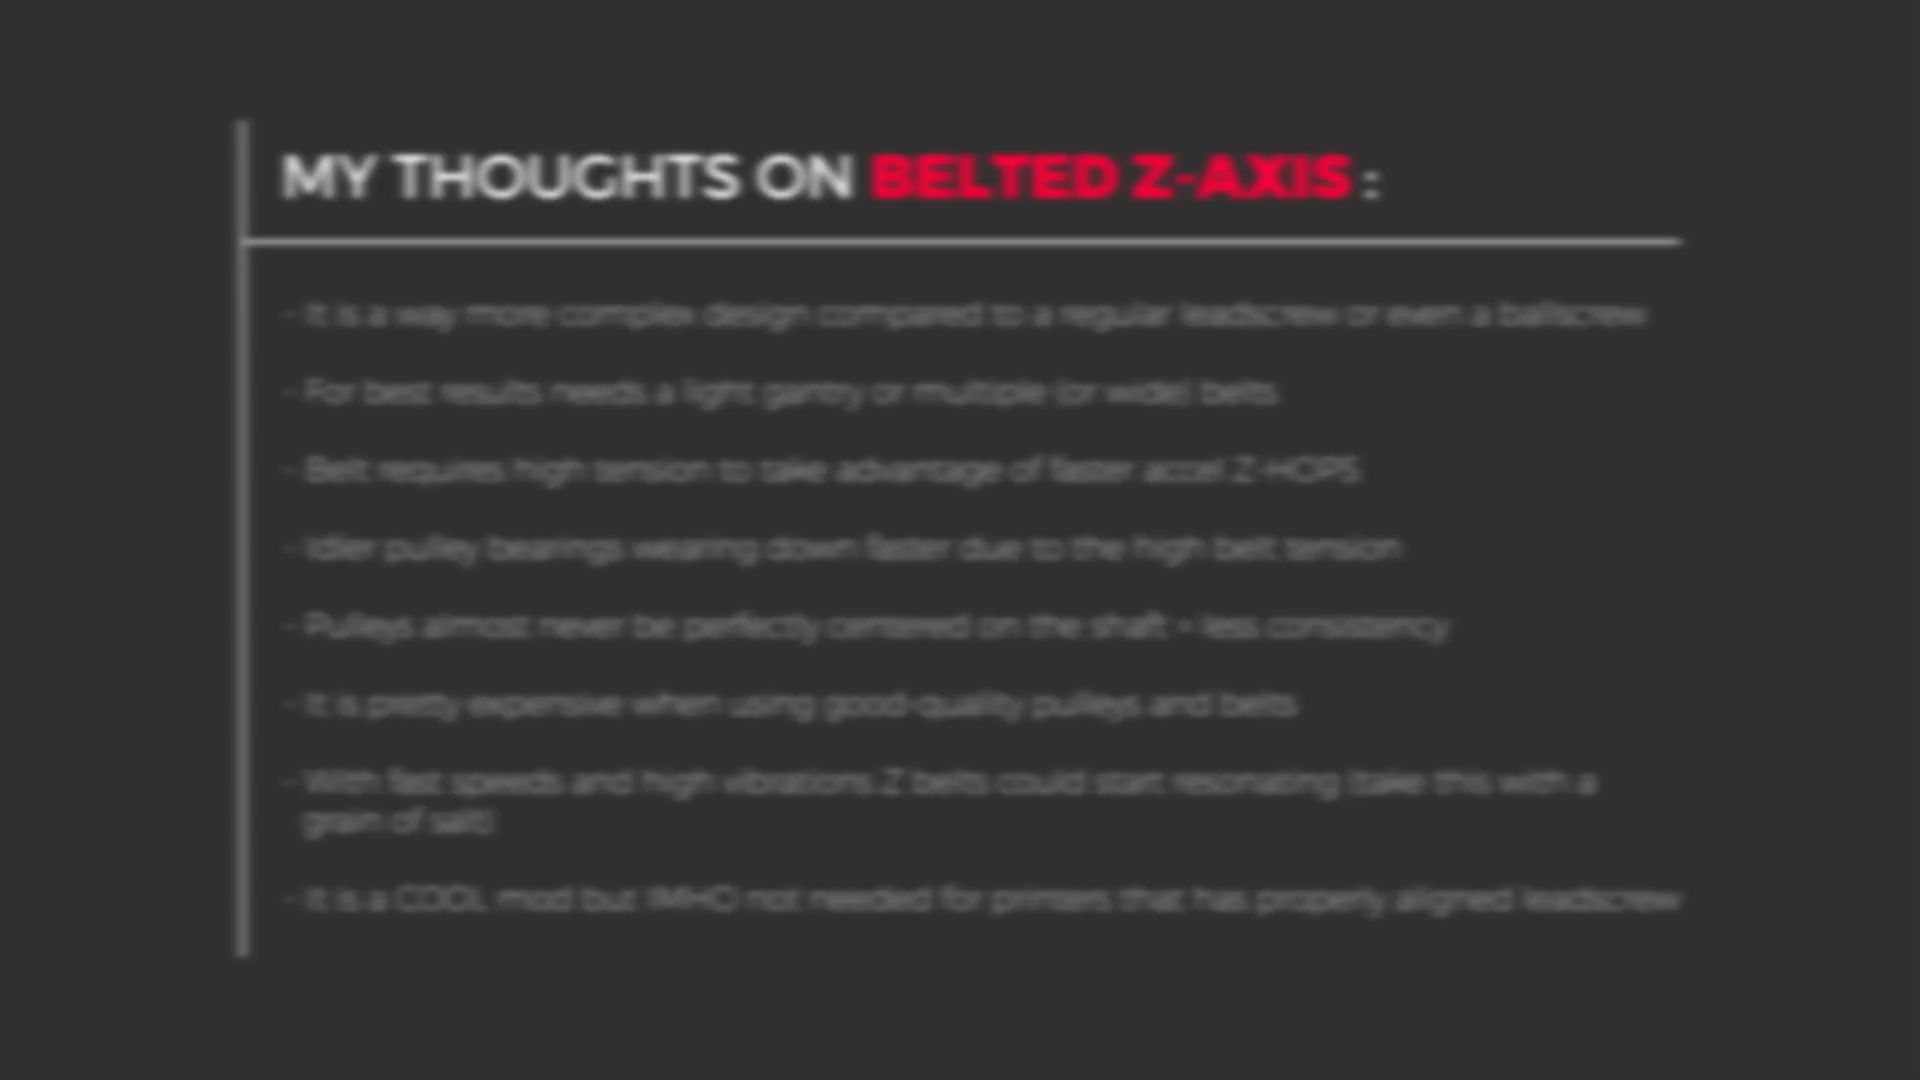 MY THOUGHTS ON BELTED Z-AXIS :
- It is a way more complex design compared to a regular leadscrew or even a ballscrew
- For best results needs a light gantry or multiple (or wide) belts
- Belt requires high tension to take advantage of faster accel Z-HOPS
- Idler pulley bearings wearing down faster due to the high belt tension
- Pulleys almost never be perfectly centered on the shaft = less consistency
- It is pretty expensive when using good-quality pulleys and belts
- With fast speeds and high vibrations Z belts could start resonating (take this with a
grain of salt)
- It is a COOL mod but IMHO not needed for printers that has properly aligned leadscrew